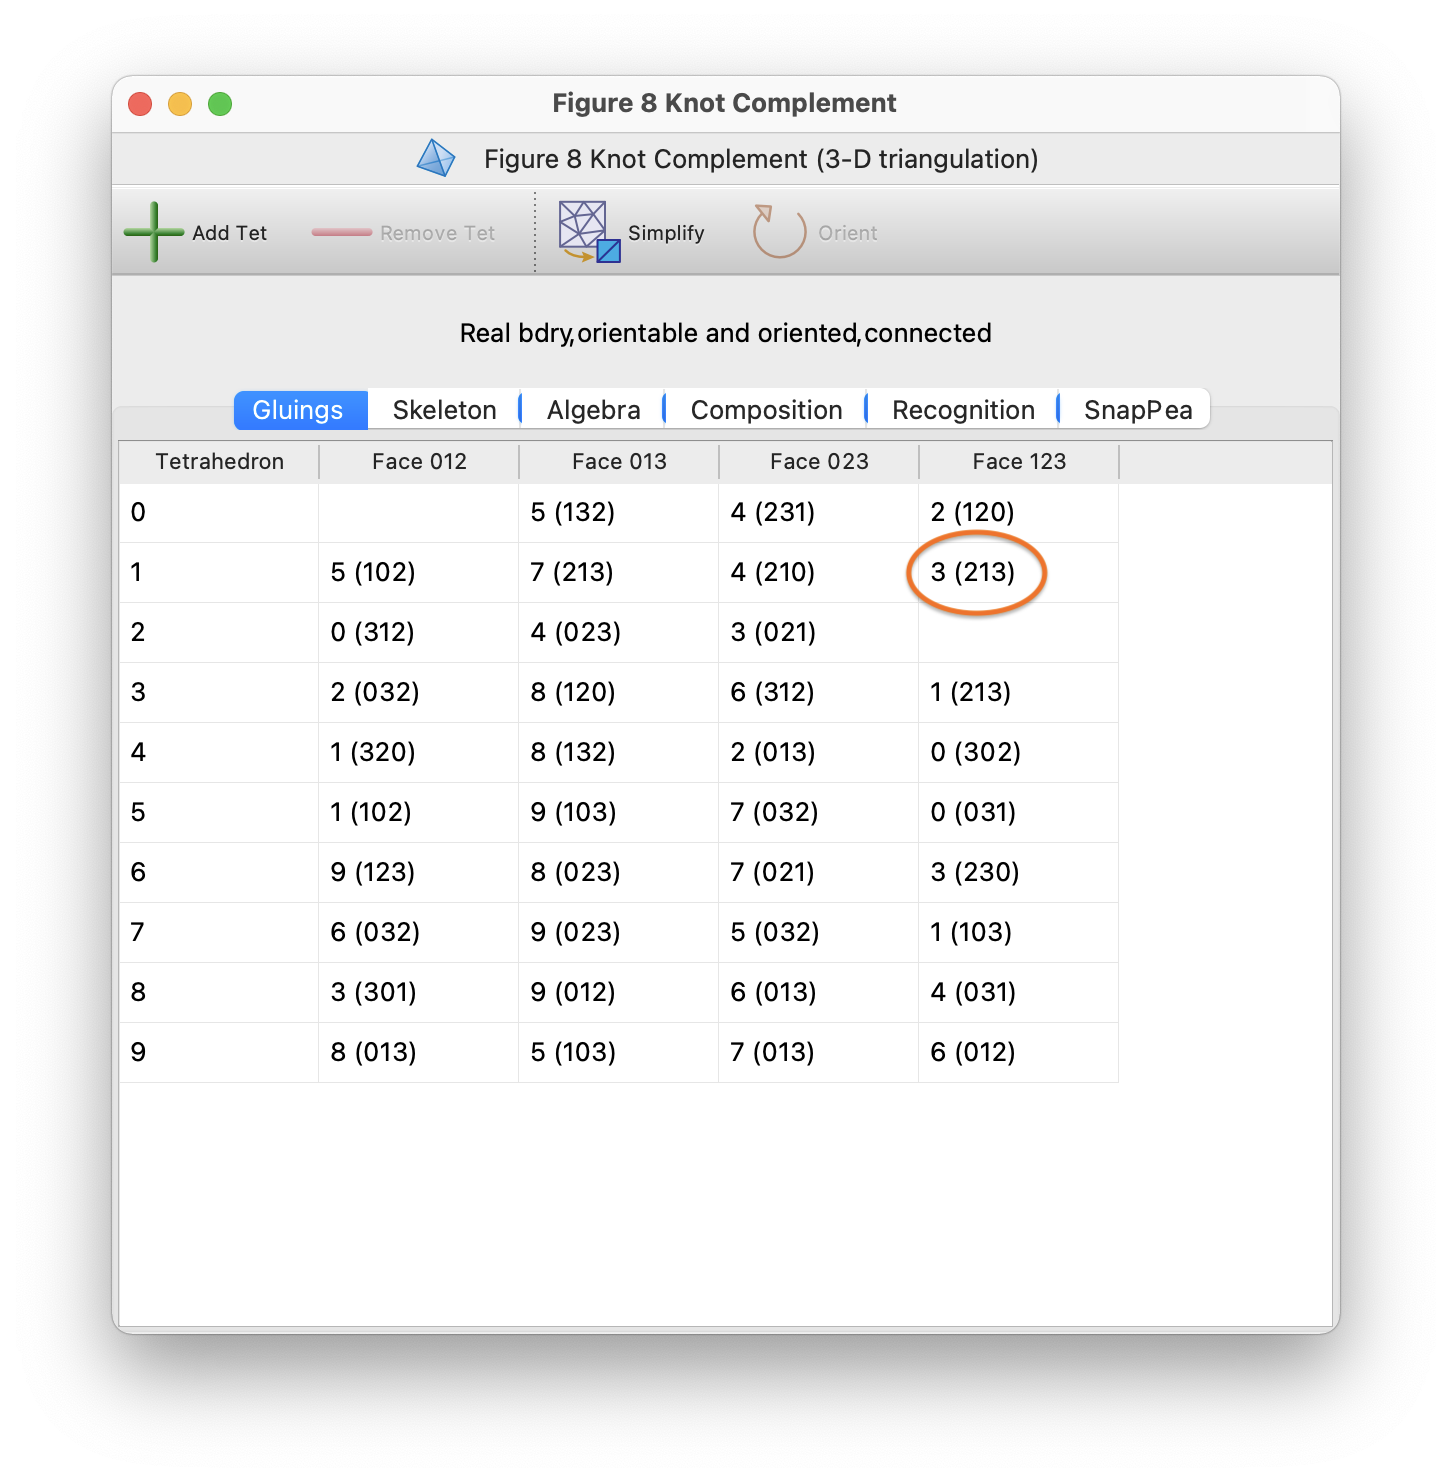 Figure 8 Knot Complement
Figure 8 Knot Complement (3-D triangulation)
Add Tet Remove Tet Simplify Orient
Real bdry, orientable and oriented, connected
Gluings Skeleton Algebra Composition Recognition SnapPea
Tetrahedron Face 012 Face 013 Face 023 Face 123
0 5 (132) 4 (231) 2 (120)
1 5 (102) 7 (213) 4 (210) 3 (213)
2 0 (312) 4 (023) 3 (021)
3 2 (032) 8 (120) 6 (312) 1 (213)
4 1 (320) 8 (132) 2 (013) 0 (302)
5 1 (102) 9 (103) 7 (032) 0 (031)
6 9 (123) 8 (023) 7 (021) 3 (230)
7 6 (032) 9 (023) 5 (032) 1 (103)
8 3 (301) 9 (012) 6 (013) 4 (031)
9 8 (013) 5 (103) 7 (013) 6 (012)